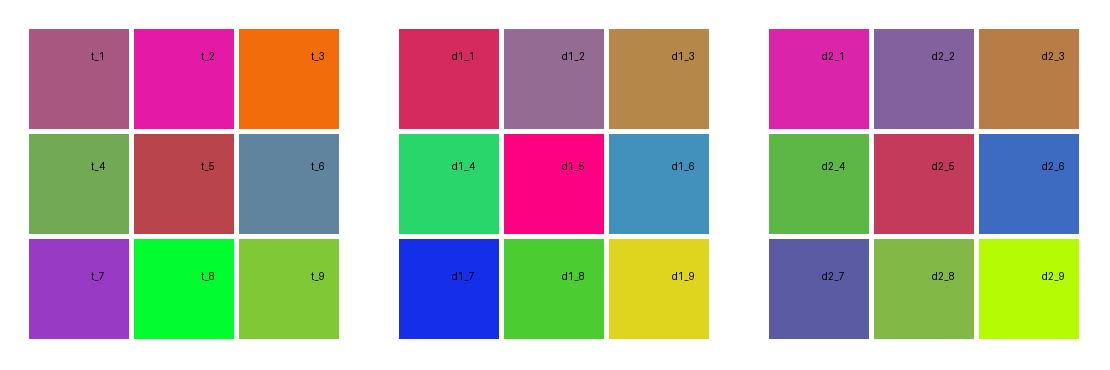 t_1 t_2 t_3 d1_1 d1_2 d1_3 d2_1 d2_2 d2_3
t_4 t_5 t_6 d1_4 d1_5 d1_6 d2_4 d2_5 d2_6
t_7 t_8 t_9 d1_7 d1_8 d1_9 d2_7 d2_8 d2_9